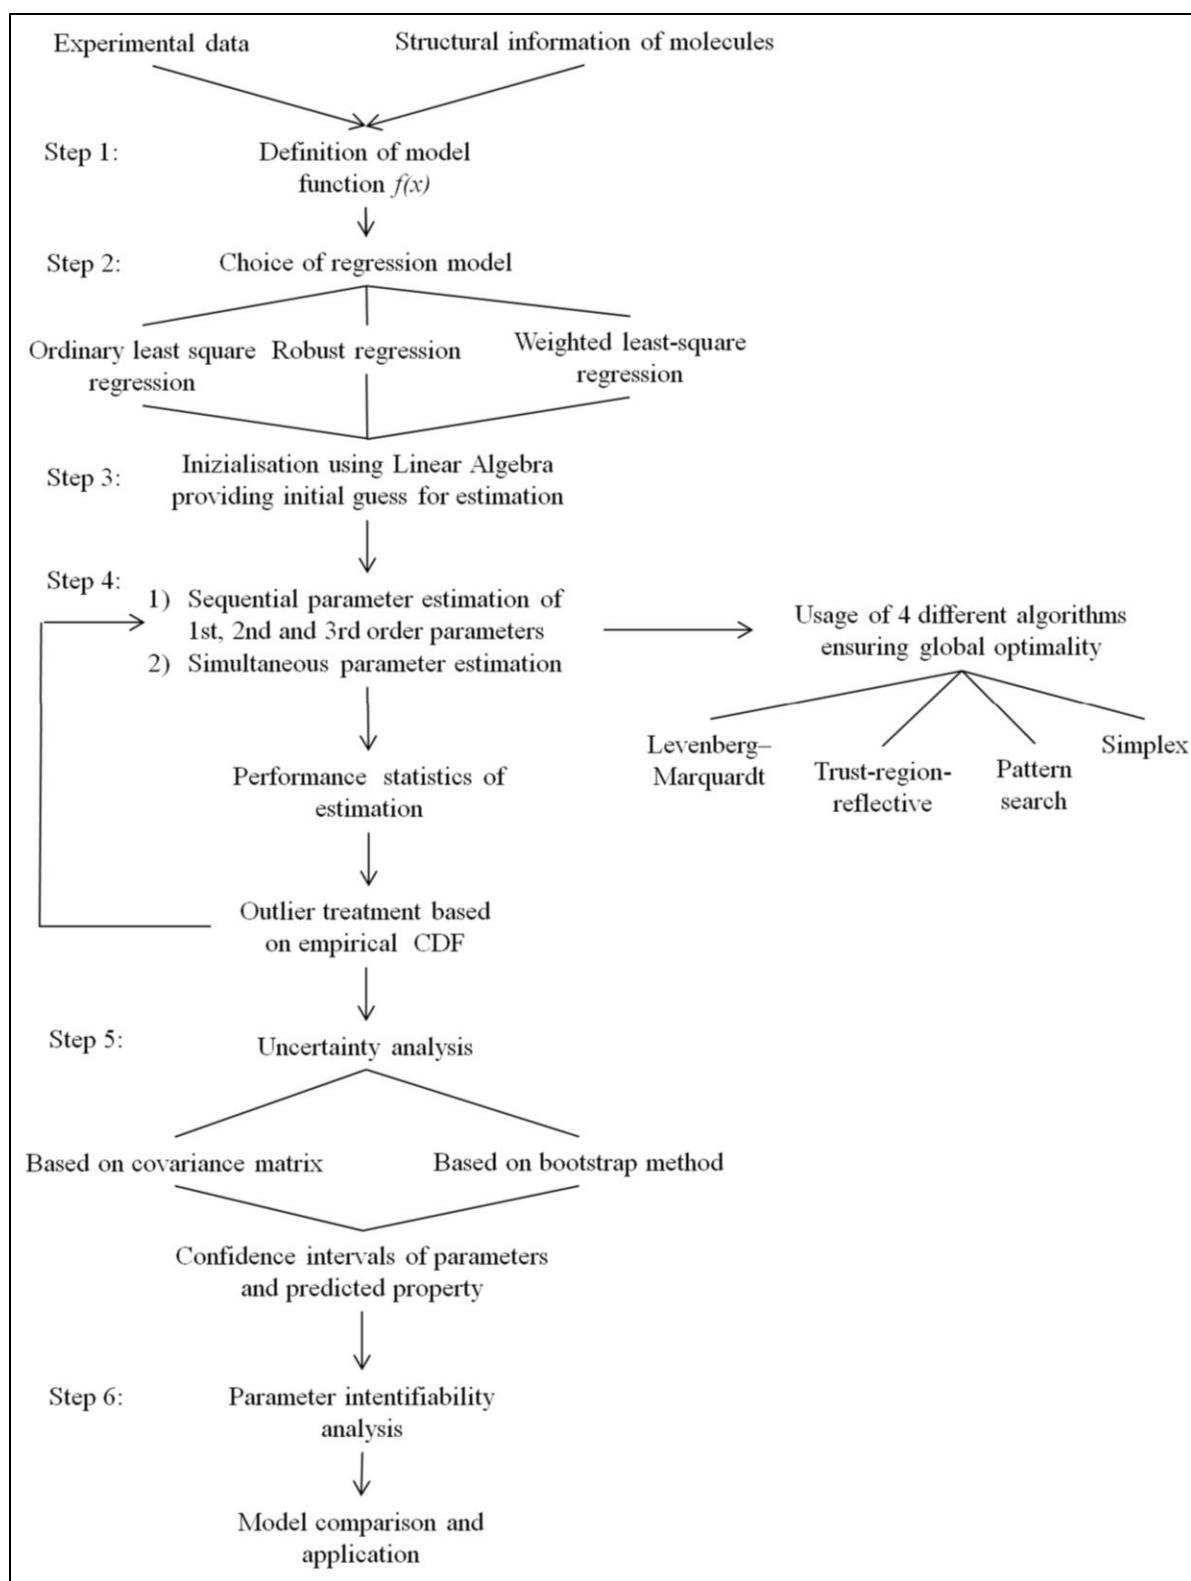 Experimental data
Structural information of molecules
Step 1:
Definition of model
function f(x)
Step 2:
Choice of regression model
Ordinary least square
regression
Robust regression
Weighted least-square
regression
Step 3:
Inizialisation using Linear Algebra
providing initial guess for estimation
Step 4:
1) Sequential parameter estimation of
1st, 2nd and 3rd order parameters
2) Simultaneous parameter estimation
Usage of 4 different algorithms
ensuring global optimality
Levenberg–
Marquardt
Trust-region-
reflective
Pattern
search
Simplex
Performance statistics of
estimation
Outlier treatment based
on empirical CDF
Step 5:
Uncertainty analysis
Based on covariance matrix
Based on bootstrap method
Confidence intervals of parameters
and predicted property
Step 6:
Parameter intentifiability
analysis
Model comparison and
application